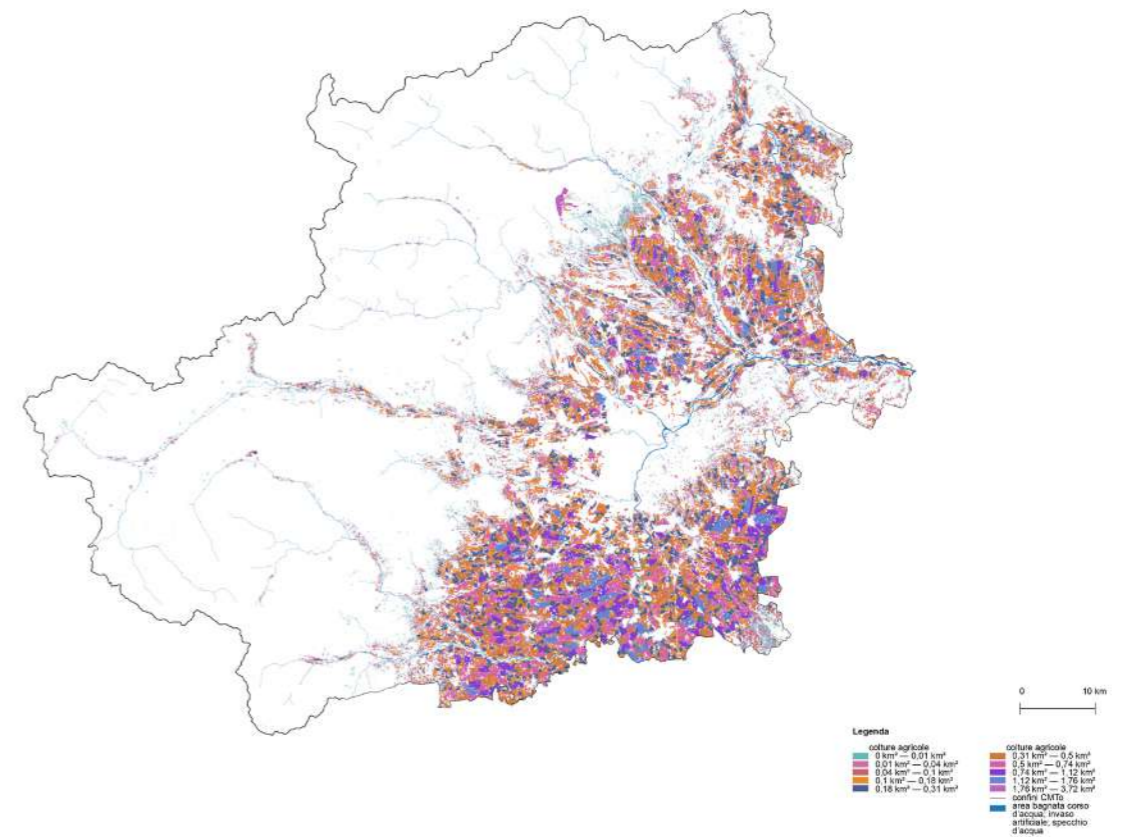 0 10 km
Legenda
colture agricole
0 km² — 0,01 km²
0,01 km² — 0,04 km²
0,04 km² — 0,1 km²
0,1 km² — 0,18 km²
0,18 km² — 0,31 km²
colture agricole
0,31 km² — 0,5 km²
0,5 km² — 0,74 km²
0,74 km² — 1,12 km²
1,12 km² — 1,76 km²
1,76 km² — 3,72 km²
confini CMTo
area bagnata corso
d'acqua; invaso
artificiale; specchio
d'acqua